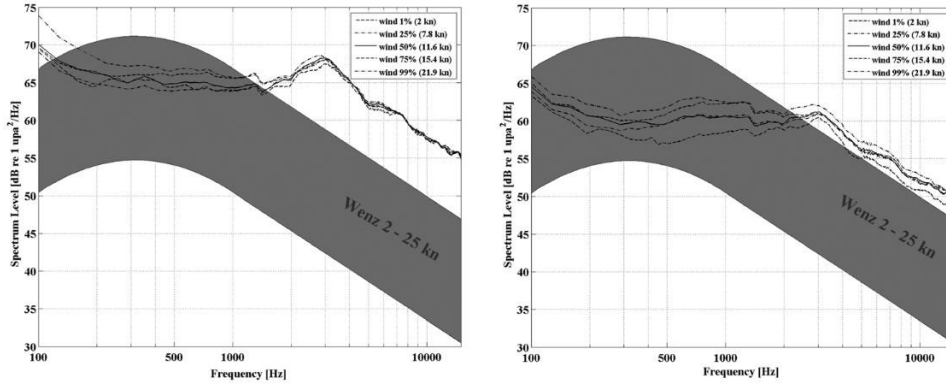 75
70
65
60
55
50
45
40
35
30
100
500
1000
10000
Spectrum Level [dB re 1 upa²/Hz]
Frequency [Hz]
wind 1% (2 kn)
wind 25% (7.8 kn)
wind 50% (11.6 kn)
wind 75% (15.4 kn)
wind 99% (21.9 kn)
Wenz 2 - 25 kn
75
70
65
60
55
50
45
40
35
30
100
500
1000
10000
Spectrum Level [dB re 1 upa²/Hz]
Frequency [Hz]
wind 1% (2 kn)
wind 25% (7.8 kn)
wind 50% (11.6 kn)
wind 75% (15.4 kn)
wind 99% (21.9 kn)
Wenz 2 - 25 kn